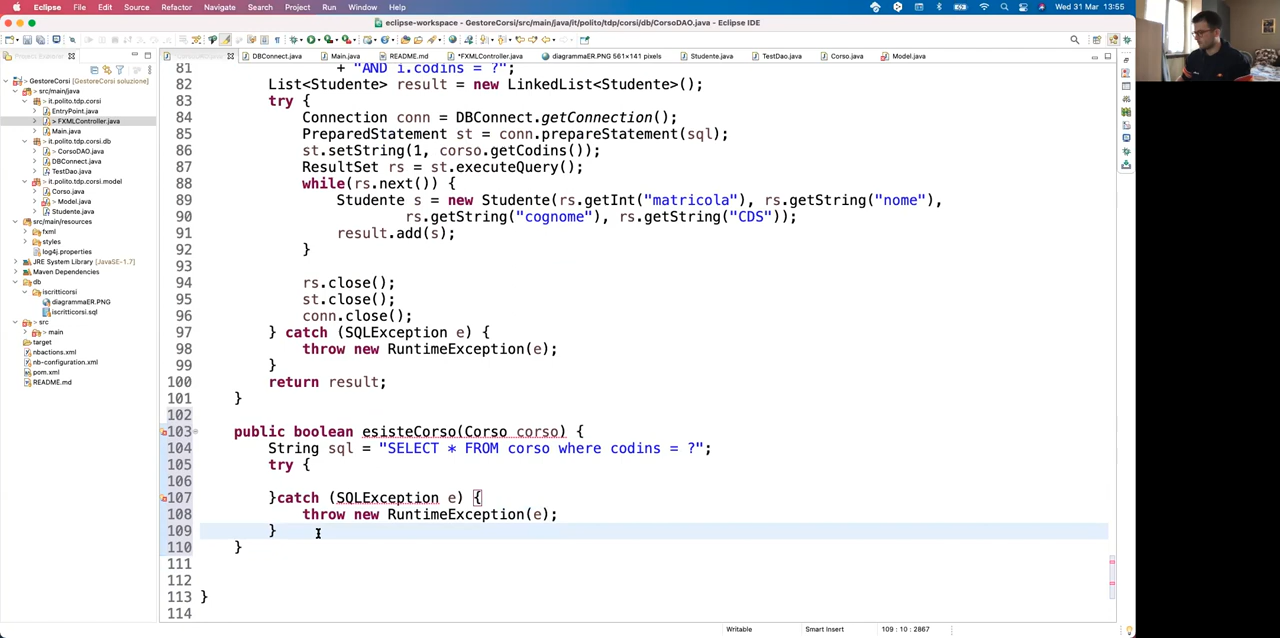 Eclipse File Edit Source Refactor Navigate Search Project Run Window Help Wed 31 Mar 13:55
eclipse-workspace - GestoreCorsi/src/main/java/it/polito/tdp/corsi/db/CorsoDAO.java - Eclipse IDE
DBConnect.java Main.java README.md *FXMLController.java diagrammaER.PNG 561×141 pixels Studente.java TestDao.java Corso.java Model.java
GestoreCorsi [GestoreCorsi soluzione]
src/main/java
it.polito.tdp.corsi
EntryPoint.java
> FXMLController.java
Main.java
it.polito.tdp.corsi.db
> CorsoDAO.java
DBConnect.java
TestDao.java
it.polito.tdp.corsi.model
Corso.java
Model.java
Studente.java
src/main/resources
fxml
styles
log4j.properties
JRE System Library [JavaSE-1.7]
Maven Dependencies
db
iscritticorsi
diagrammaER.PNG
iscritticorsi.sql
src
main
target
nbactions.xml
nb-configuration.xml
pom.xml
README.md
81 + "AND i.codins = ?";
82 List<Studente> result = new LinkedList<Studente>();
83 try {
84 Connection conn = DBConnect.getConnection();
85 PreparedStatement st = conn.prepareStatement(sql);
86 st.setString(1, corso.getCodins());
87 ResultSet rs = st.executeQuery();
88 while(rs.next()) {
89 Studente s = new Studente(rs.getInt("matricola"), rs.getString("nome"),
90 rs.getString("cognome"), rs.getString("CDS"));
91 result.add(s);
92 }
93
94 rs.close();
95 st.close();
96 conn.close();
97 } catch (SQLException e) {
98 throw new RuntimeException(e);
99 }
100 return result;
101 }
102
103 public boolean esisteCorso(Corso corso) {
104 String sql = "SELECT * FROM corso where codins = ?";
105 try {
106
107 }catch (SQLException e) {
108 throw new RuntimeException(e);
109 }
110 }
111
112
113 }
114
Writable Smart Insert 109 : 10 : 2867